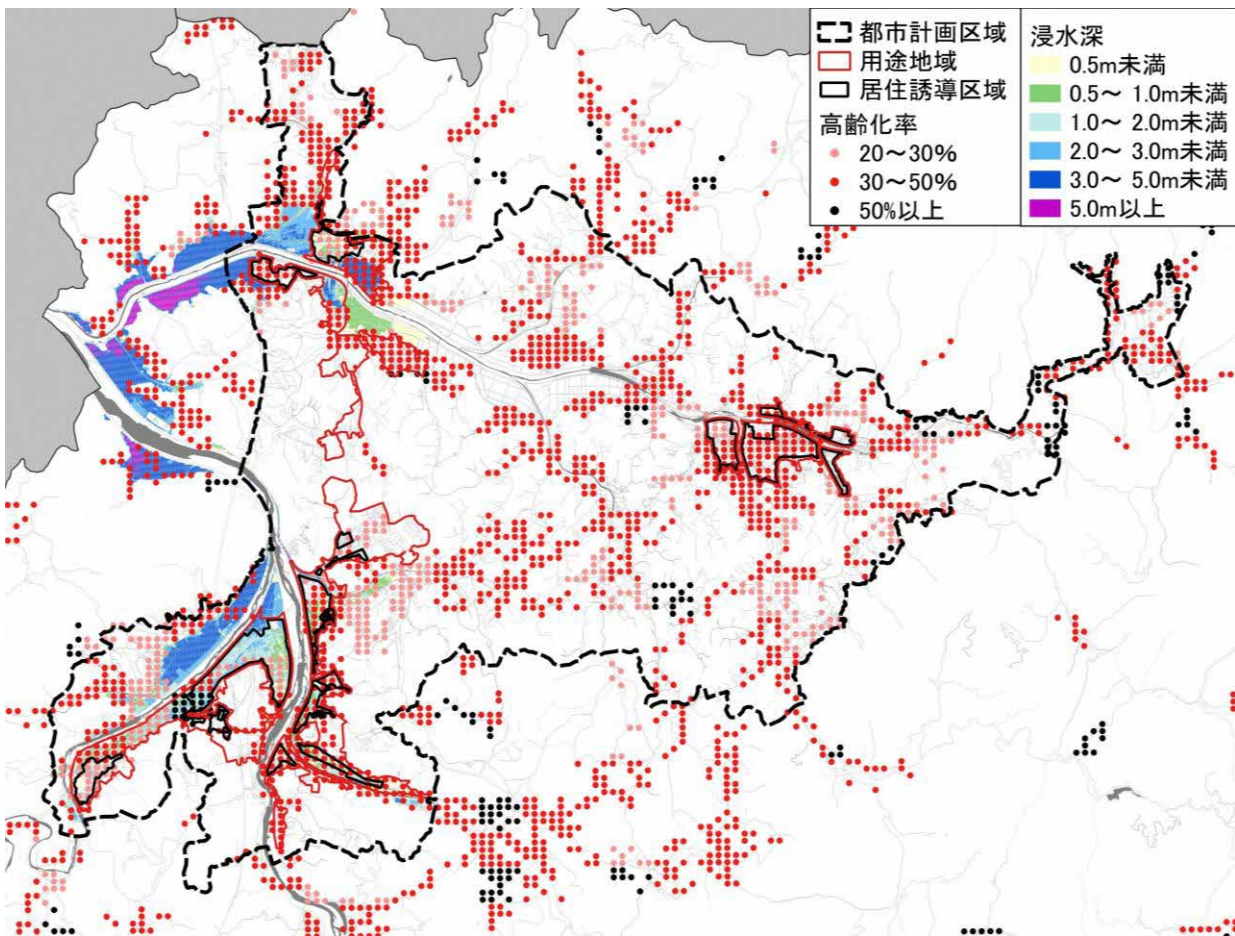 都市計画区域
用途地域
居住誘導区域
高齢化率
20～30%
30～50%
50%以上
浸水深
0.5m未満
0.5～ 1.0m未満
1.0～ 2.0m未満
2.0～ 3.0m未満
3.0～ 5.0m未満
5.0m以上